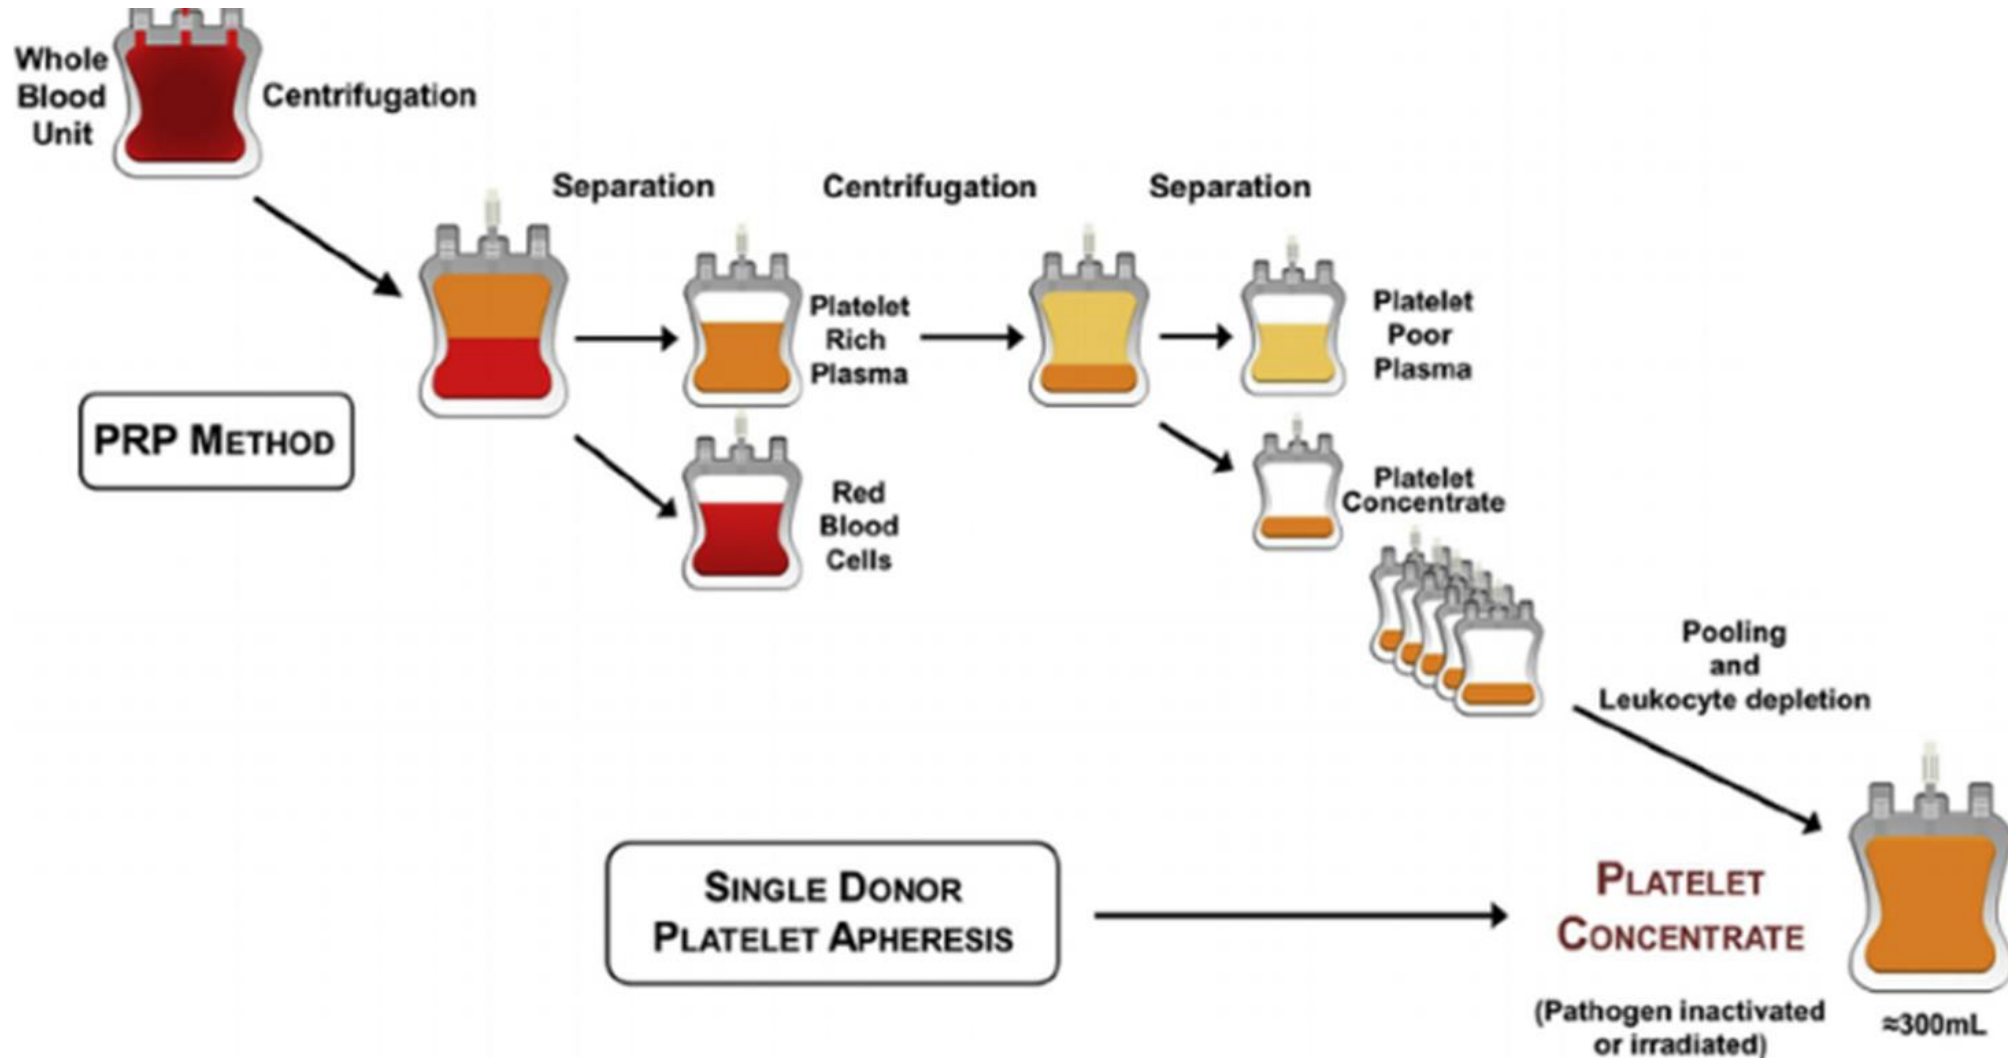 Whole
Blood
Unit
Centrifugation
Separation
Centrifugation
Separation
Platelet
Rich
Plasma
Platelet
Poor
Plasma
PRP METHOD
Red
Blood
Cells
Platelet
Concentrate
Pooling
and
Leukocyte depletion
SINGLE DONOR
PLATELET APHERESIS
PLATELET
CONCENTRATE
(Pathogen inactivated
or irradiated)
≈300mL